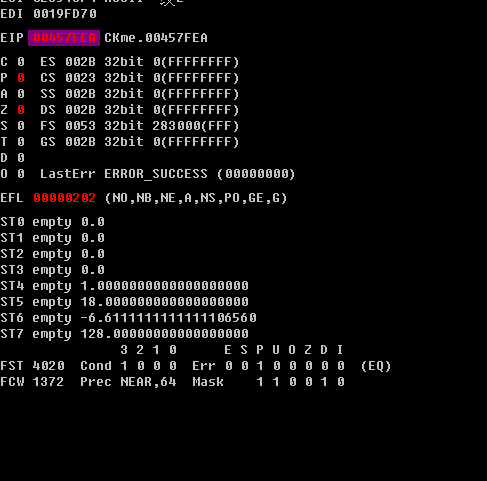 EDI 0019FD70
EIP 00457FEA CKme.00457FEA
C 0 ES 002B 32bit 0(FFFFFFFF)
P 0 CS 0023 32bit 0(FFFFFFFF)
A 0 SS 002B 32bit 0(FFFFFFFF)
Z 0 DS 002B 32bit 0(FFFFFFFF)
S 0 FS 0053 32bit 283000(FFF)
T 0 GS 002B 32bit 0(FFFFFFFF)
D 0
O 0 LastErr ERROR_SUCCESS (00000000)
EFL 00000202 (NO,NB,NE,A,NS,PO,GE,G)
ST0 empty 0.0
ST1 empty 0.0
ST2 empty 0.0
ST3 empty 0.0
ST4 empty 1.0000000000000000000
ST5 empty 18.000000000000000000
ST6 empty -6.6111111111111106560
ST7 empty 128.00000000000000000
3 2 1 0 E S P U O Z D I
FST 4020 Cond 1 0 0 0 Err 0 0 1 0 0 0 0 0 (EQ)
FCW 1372 Prec NEAR,64 Mask 1 1 0 0 1 0